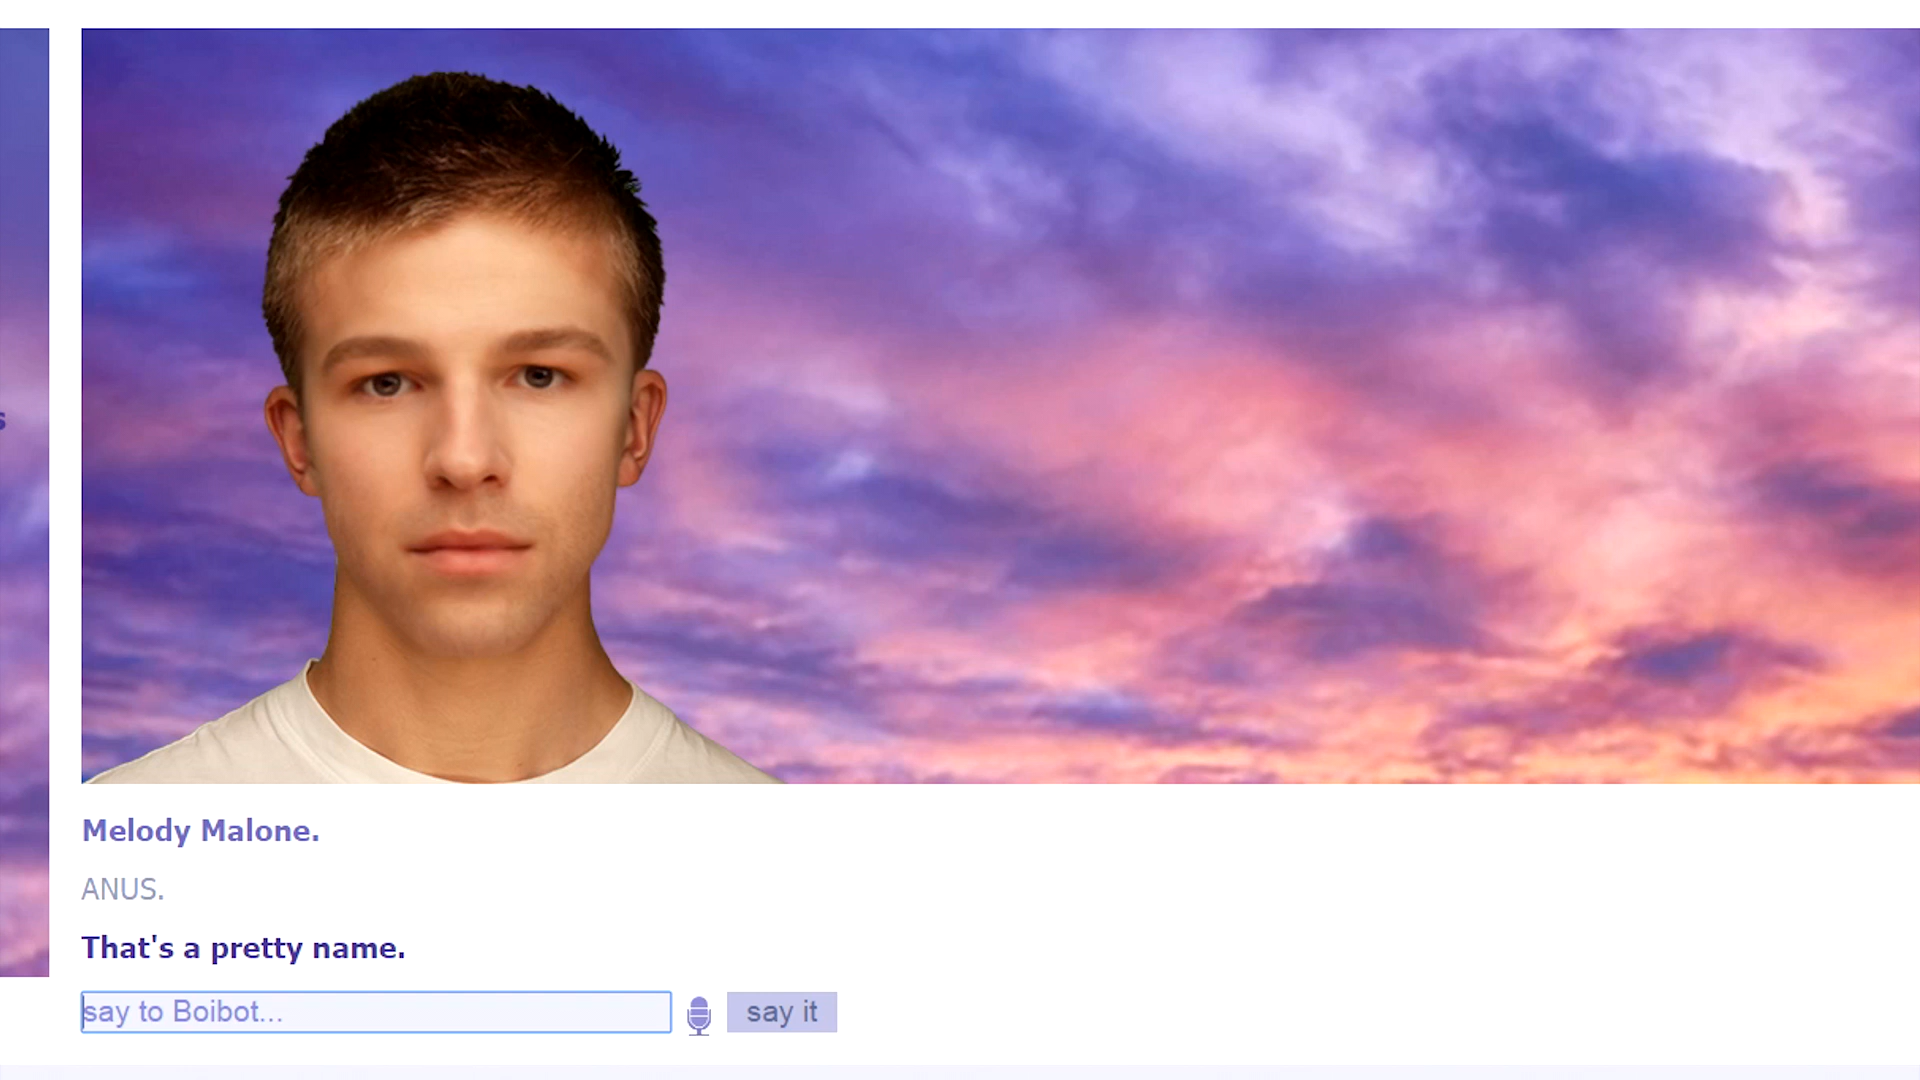 s
Melody Malone.
ANUS.
That's a pretty name.
say to Boibot...
say it